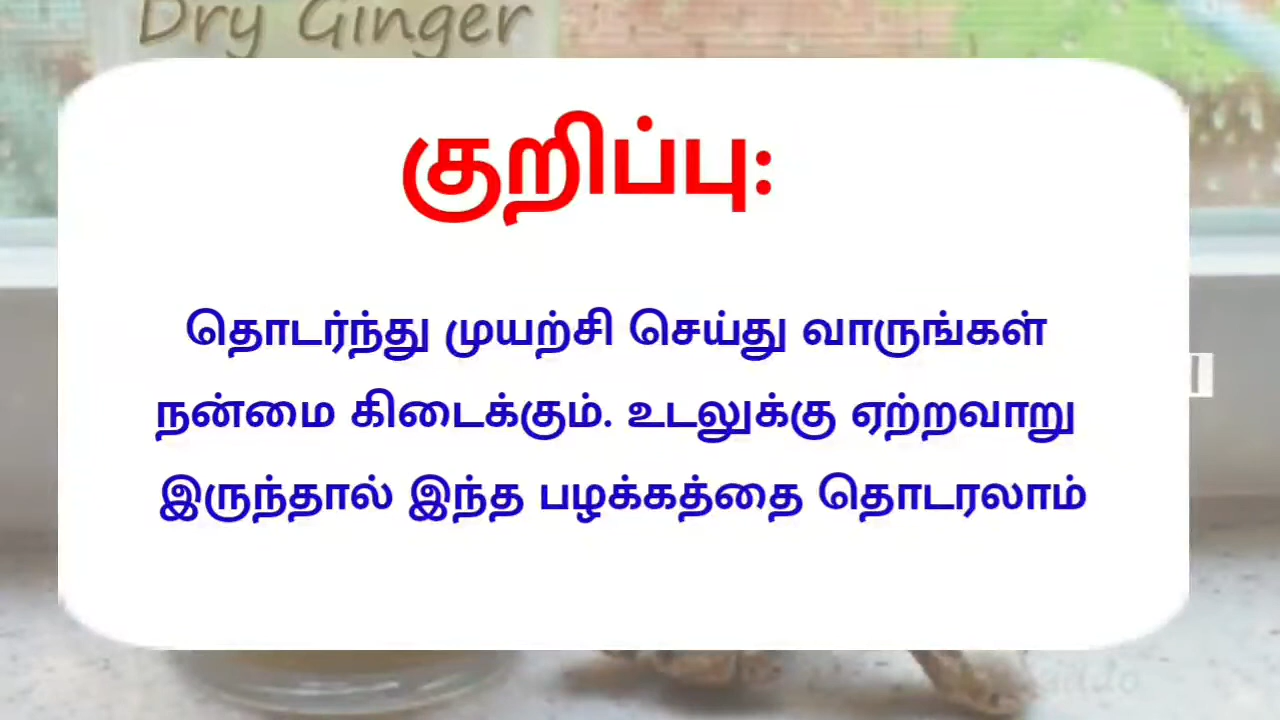 Dry Ginger
குறிப்பு:
தொடர்ந்து முயற்சி செய்து வாருங்கள்
நன்மை கிடைக்கும். உடலுக்கு ஏற்றவாறு
இருந்தால் இந்த பழக்கத்தை தொடரலாம்